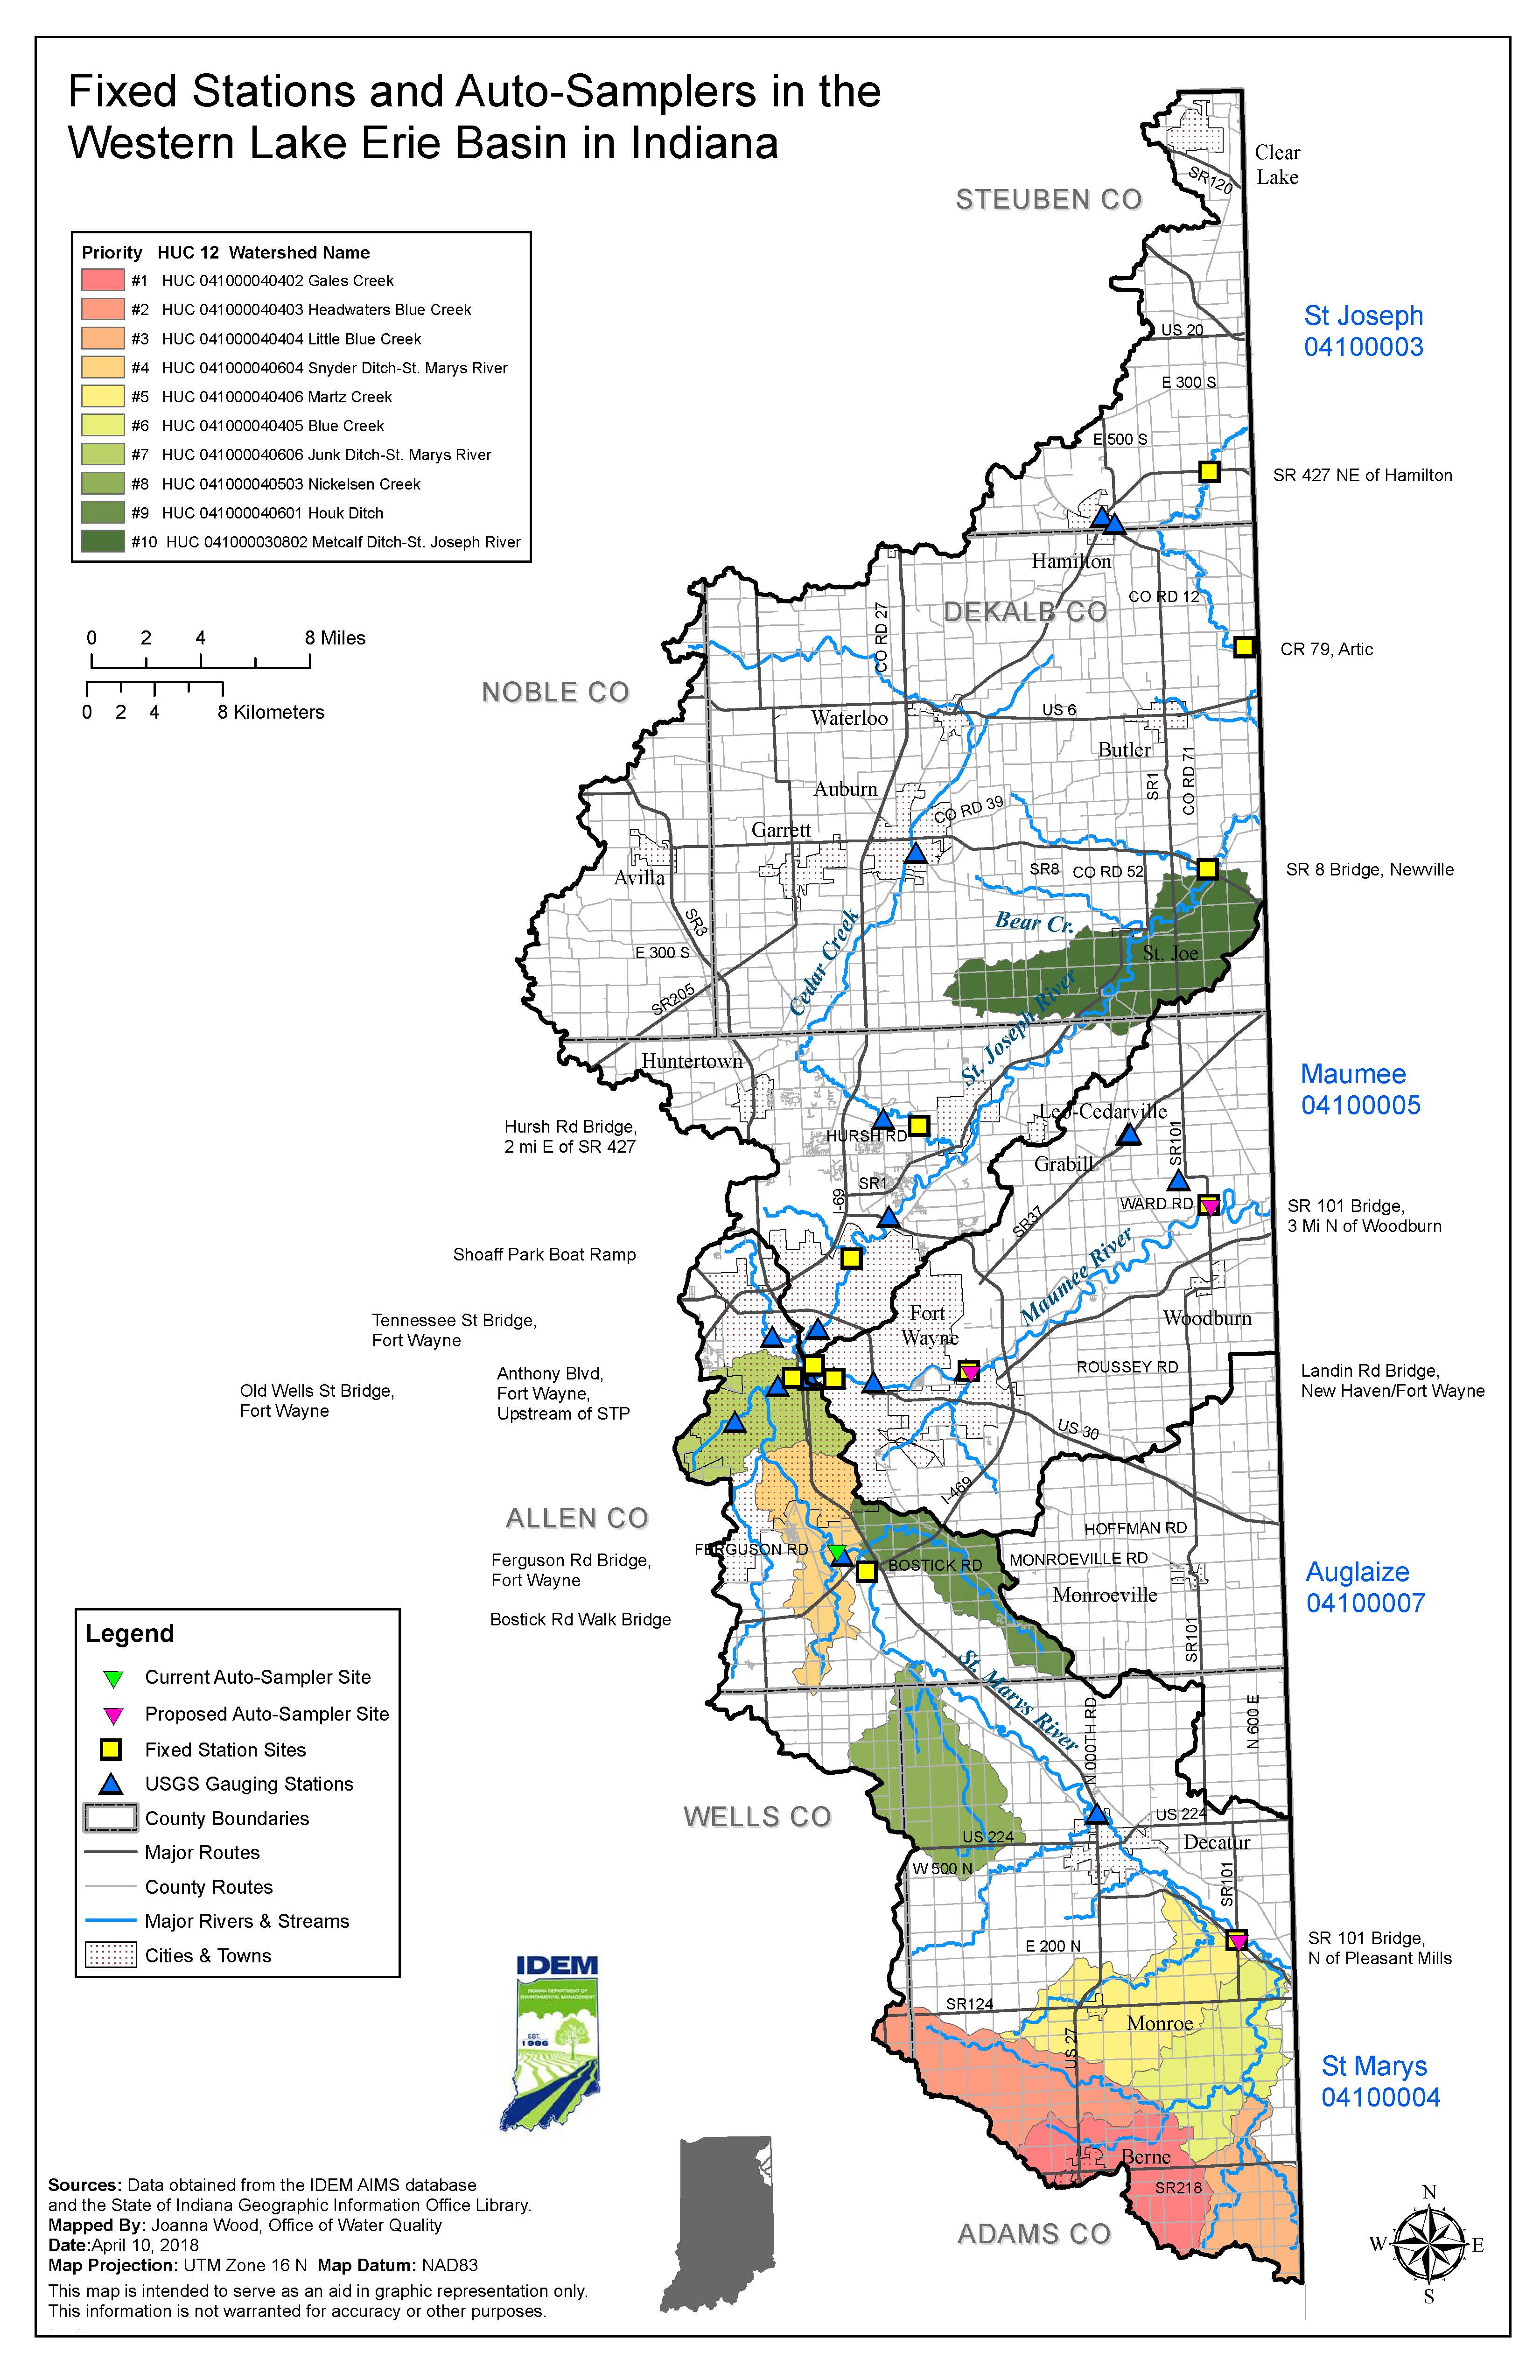 Fixed Stations and Auto-Samplers in the
Western Lake Erie Basin in Indiana
Priority HUC 12 Watershed Name
#1 HUC 041000040402 Gales Creek
#2 HUC 041000040403 Headwaters Blue Creek
#3 HUC 041000040404 Little Blue Creek
#4 HUC 041000040604 Snyder Ditch-St. Marys River
#5 HUC 041000040406 Martz Creek
#6 HUC 041000040405 Blue Creek
#7 HUC 041000040606 Junk Ditch-St. Marys River
#8 HUC 041000040503 Nickelsen Creek
#9 HUC 041000040601 Houk Ditch
#10 HUC 041000030802 Metcalf Ditch-St. Joseph River
0 2 4 8 Miles
0 2 4 8 Kilometers
Clear
Lake
SR120
STEUBEN CO
St Joseph
04100003
US 20
E 300 S
E 500 S
SR 427 NE of Hamilton
Hamilton
CO RD 12
DEKALB CO
CO RD 27
CR 79, Artic
NOBLE CO
Waterloo
US 6
Butler
SR1
CO RD 71
Auburn
CO RD 39
Garrett
Avilla
SR8
CO RD 52
SR 8 Bridge, Newville
SR3
Bear Cr.
Cedar Creek
E 300 S
St. Joe
SR205
St. Joseph River
Huntertown
Maumee
04100005
Leo-Cedarville
Hursh Rd Bridge,
2 mi E of SR 427
HURSH RD
SR101
Grabill
SR1
I-69
WARD RD
SR37
SR 101 Bridge,
3 Mi N of Woodburn
Maumee River
Shoaff Park Boat Ramp
Fort
Wayne
Woodburn
Tennessee St Bridge,
Fort Wayne
ROUSSEY RD
Landin Rd Bridge,
New Haven/Fort Wayne
Anthony Blvd,
Fort Wayne,
Upstream of STP
Old Wells St Bridge,
Fort Wayne
US 30
I-469
ALLEN CO
HOFFMAN RD
FERGUSON RD
BOSTICK RD
MONROEVILLE RD
Monroeville
Ferguson Rd Bridge,
Fort Wayne
Auglaize
04100007
Bostick Rd Walk Bridge
SR101
St. Marys River
N 000TH RD
N 600 E
Legend
Current Auto-Sampler Site
Proposed Auto-Sampler Site
Fixed Station Sites
USGS Gauging Stations
County Boundaries
Major Routes
County Routes
Major Rivers & Streams
Cities & Towns
WELLS CO
US 224
US 224
Decatur
W 500 N
SR101
E 200 N
SR 101 Bridge,
N of Pleasant Mills
SR124
Monroe
US 27
St Marys
04100004
Berne
SR218
ADAMS CO
IDEM
INDIANA DEPARTMENT OF
ENVIRONMENTAL MANAGEMENT
EST.
1986
Sources: Data obtained from the IDEM AIMS database
and the State of Indiana Geographic Information Office Library.
Mapped By: Joanna Wood, Office of Water Quality
Date:April 10, 2018
Map Projection: UTM Zone 16 N Map Datum: NAD83
This map is intended to serve as an aid in graphic representation only.
This information is not warranted for accuracy or other purposes.
N
W E
S